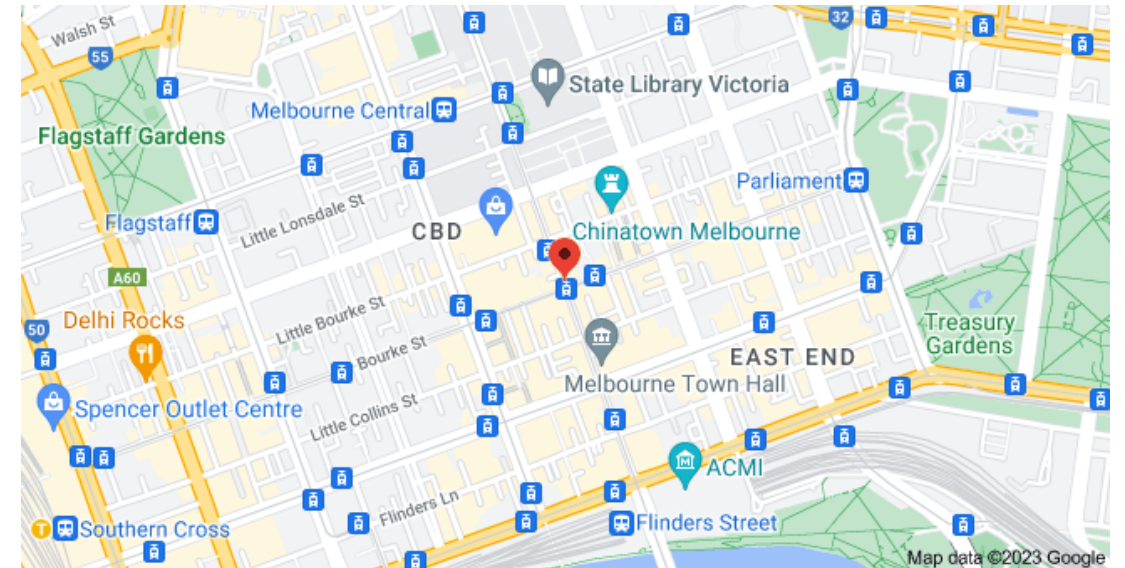 Walsh St
32
55
State Library Victoria
Melbourne Central
Flagstaff Gardens
Parliament
Flagstaff
Little Lonsdale St
CBD
Chinatown Melbourne
A60
50
Delhi Rocks
Little Bourke St
Bourke St
Treasury
Gardens
EAST END
Melbourne Town Hall
Spencer Outlet Centre
Little Collins St
ACMI
Flinders Ln
T
Southern Cross
Flinders Street
Map data ©2023 Google